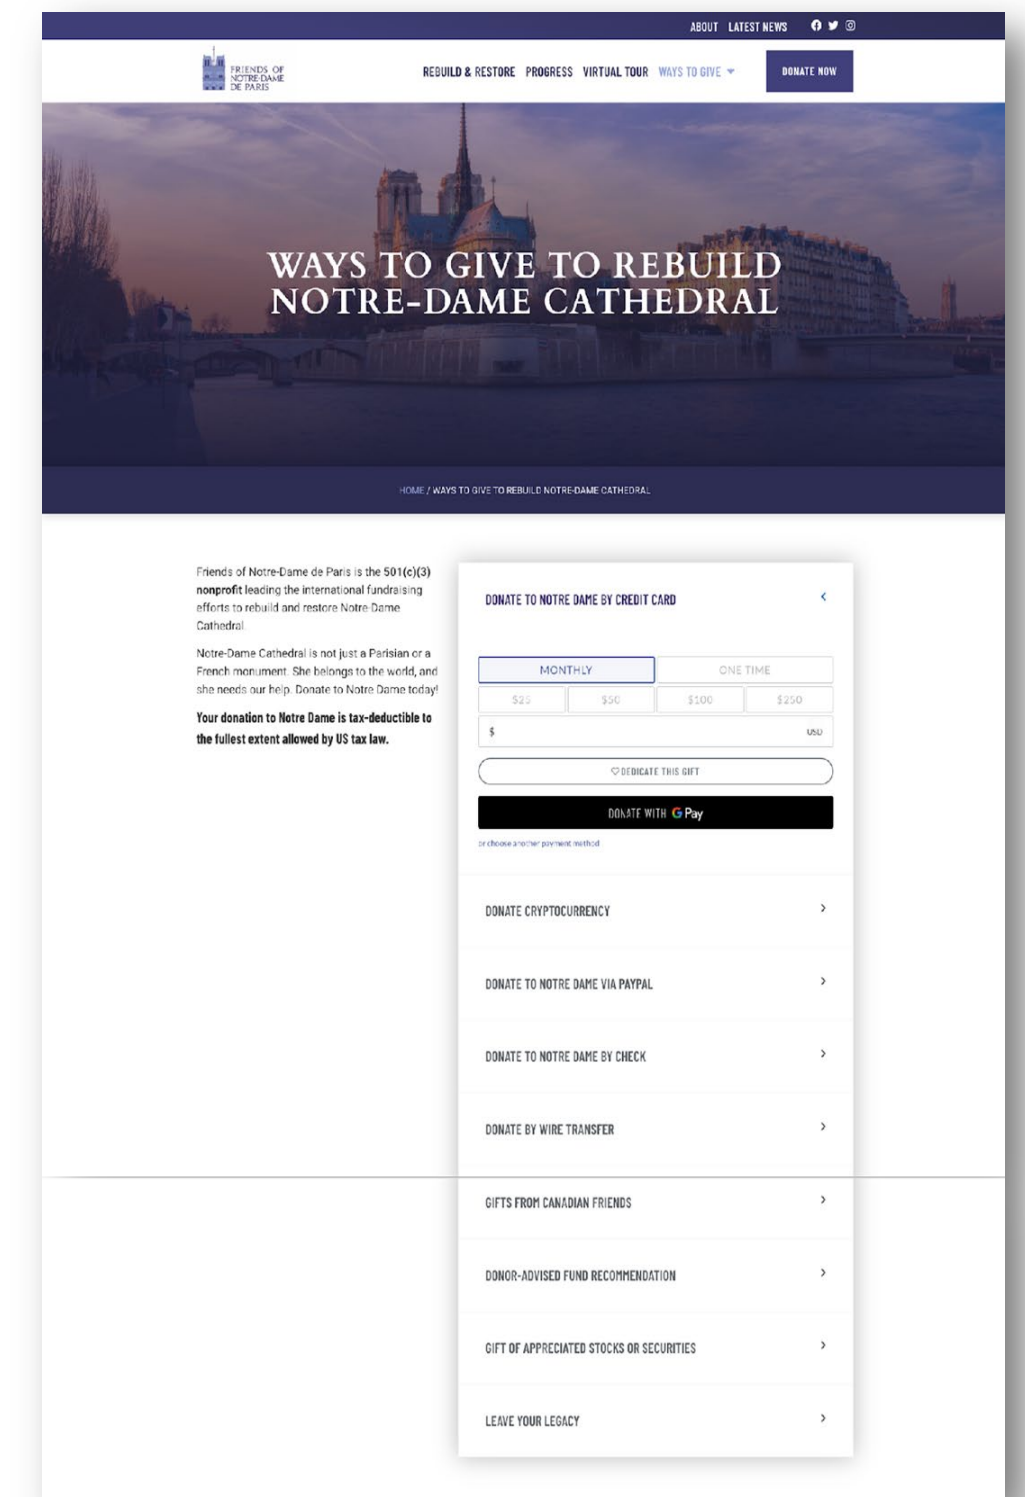 ABOUT LATEST NEWS
FRIENDS OF
NOTRE-DAME
DE PARIS
REBUILD & RESTORE PROGRESS VIRTUAL TOUR WAYS TO GIVE DONATE NOW
WAYS TO GIVE TO REBUILD
NOTRE-DAME CATHEDRAL
HOME / WAYS TO GIVE TO REBUILD NOTRE-DAME CATHEDRAL
Friends of Notre-Dame de Paris is the 501(c)(3)
nonprofit leading the international fundraising
efforts to rebuild and restore Notre-Dame
Cathedral.
Notre-Dame Cathedral is not just a Parisian or a
French monument. She belongs to the world, and
she needs our help. Donate to Notre Dame today!
Your donation to Notre Dame is tax-deductible to
the fullest extent allowed by US tax law.
DONATE TO NOTRE DAME BY CREDIT CARD
MONTHLY ONE TIME
$25 $50 $100 $250
$ USD
DEDICATE THIS GIFT
DONATE WITH G Pay
or choose another payment method
DONATE CRYPTOCURRENCY
DONATE TO NOTRE DAME VIA PAYPAL
DONATE TO NOTRE DAME BY CHECK
DONATE BY WIRE TRANSFER
GIFTS FROM CANADIAN FRIENDS
DONOR-ADVISED FUND RECOMMENDATION
GIFT OF APPRECIATED STOCKS OR SECURITIES
LEAVE YOUR LEGACY